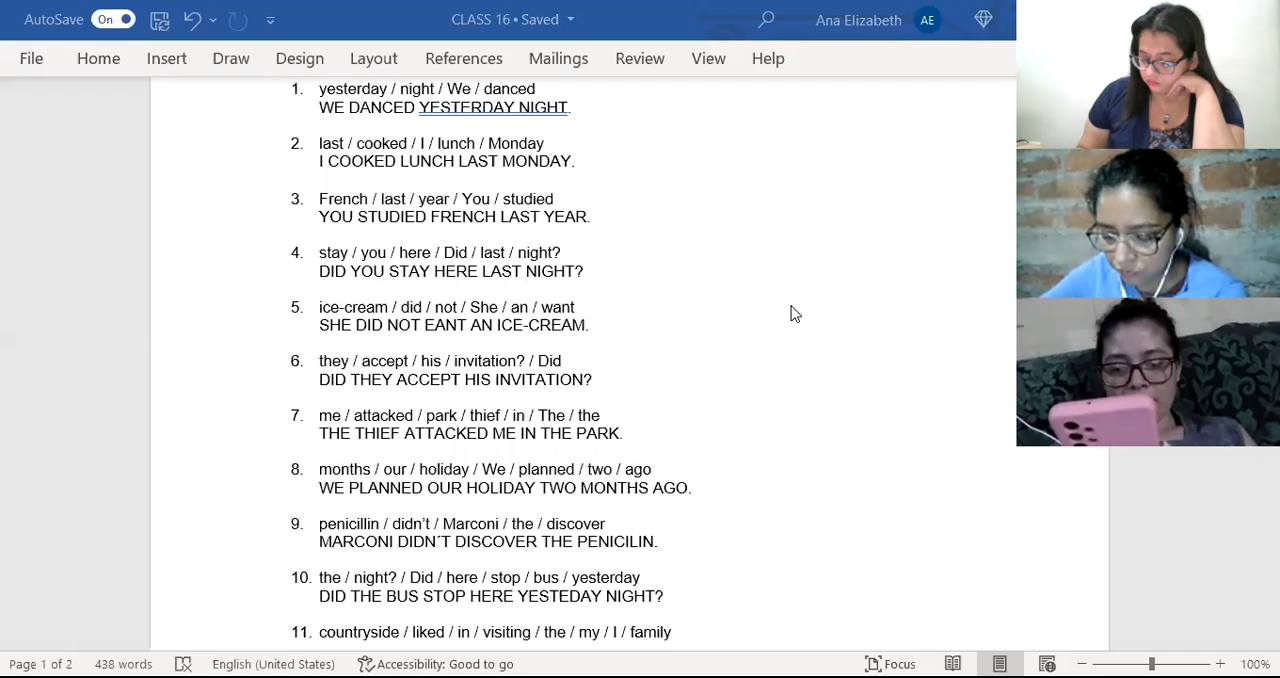 AutoSave On CLASS 16 • Saved Ana Elizabeth AE
File Home Insert Draw Design Layout References Mailings Review View Help
1. yesterday / night / We / danced
WE DANCED YESTERDAY NIGHT.
2. last / cooked / I / lunch / Monday
I COOKED LUNCH LAST MONDAY.
3. French / last / year / You / studied
YOU STUDIED FRENCH LAST YEAR.
4. stay / you / here / Did / last / night?
DID YOU STAY HERE LAST NIGHT?
5. ice-cream / did / not / She / an / want
SHE DID NOT EANT AN ICE-CREAM.
6. they / accept / his / invitation? / Did
DID THEY ACCEPT HIS INVITATION?
7. me / attacked / park / thief / in / The / the
THE THIEF ATTACKED ME IN THE PARK.
8. months / our / holiday / We / planned / two / ago
WE PLANNED OUR HOLIDAY TWO MONTHS AGO.
9. penicillin / didn’t / Marconi / the / discover
MARCONI DIDN´T DISCOVER THE PENICILIN.
10. the / night? / Did / here / stop / bus / yesterday
DID THE BUS STOP HERE YESTEDAY NIGHT?
11. countryside / liked / in / visiting / the / my / I / family
Page 1 of 2 438 words English (United States) Accessibility: Good to go Focus 100%